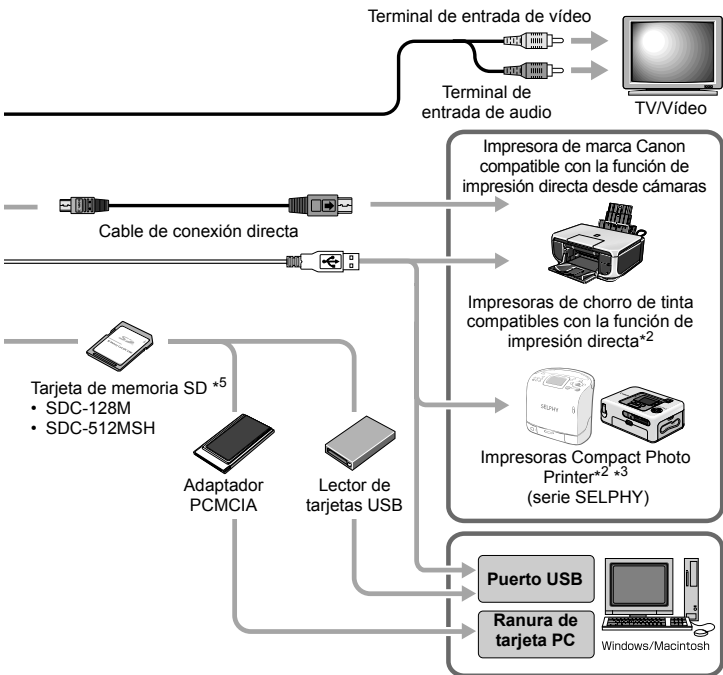 Terminal de entrada de vídeo
Terminal de
entrada de audio
TV/Vídeo
Impresora de marca Canon
compatible con la función de
impresión directa desde cámaras
Cable de conexión directa
Impresoras de chorro de tinta
compatibles con la función de
impresión directa*2
Tarjeta de memoria SD *5
• SDC-128M
• SDC-512MSH
Adaptador
PCMCIA
Lector de
tarjetas USB
SELPHY
Impresoras Compact Photo
Printer*2 *3
(serie SELPHY)
Puerto USB
Ranura de
tarjeta PC
Windows/Macintosh